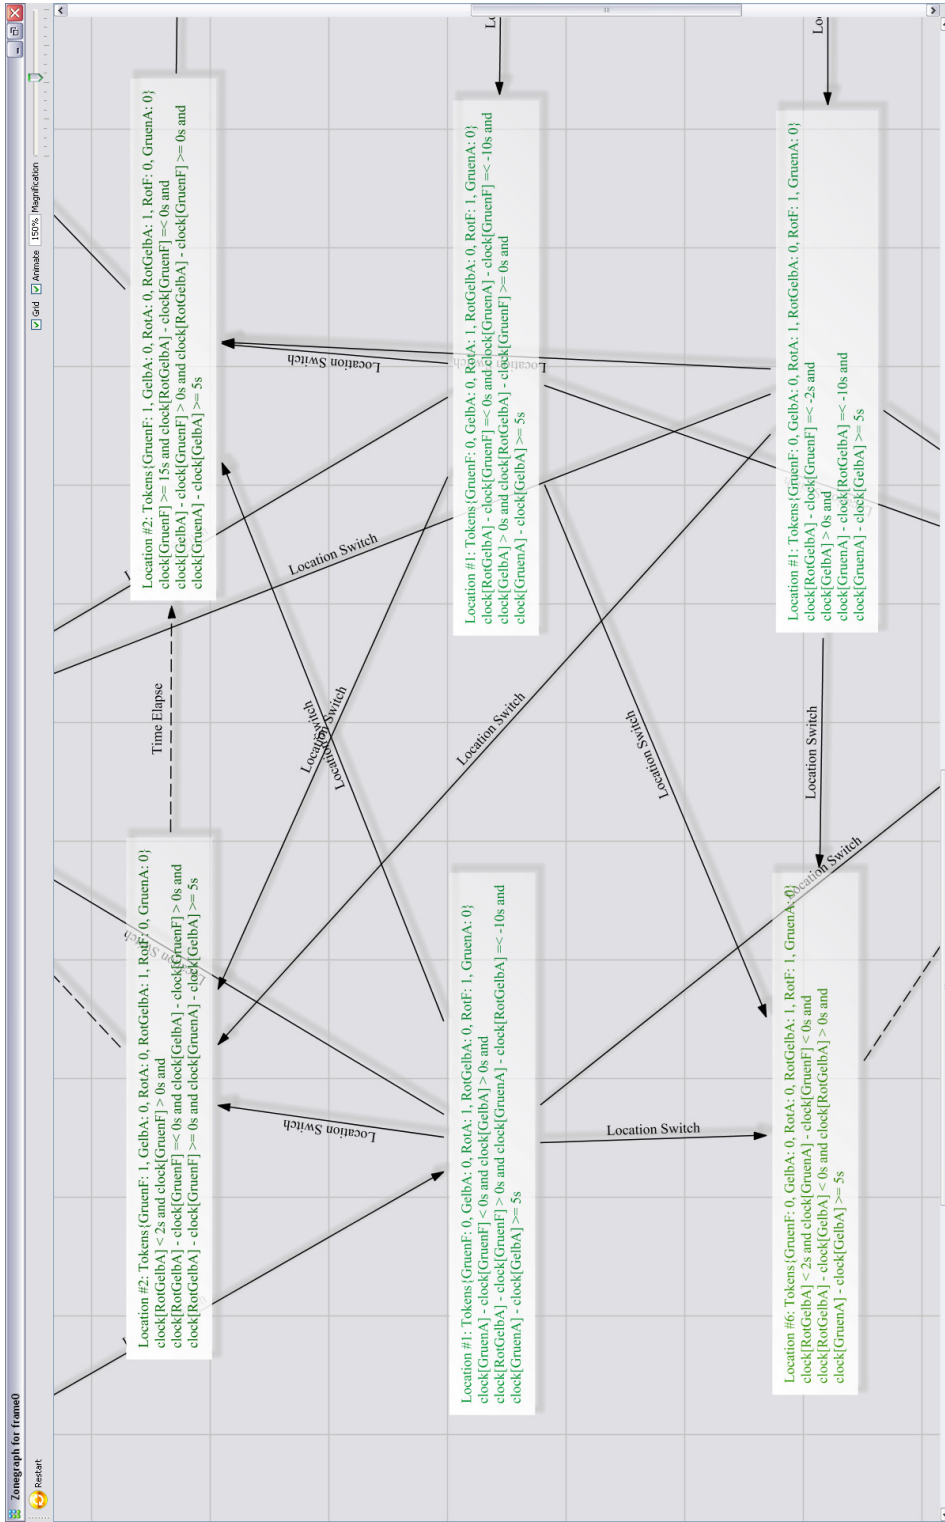 Zonegraph for frame0
Restart
Grid
Animate
150%
Magnification
Location #2: Tokens{GruenF: 1, GelbA: 0, RotA: 0, RotGelbA: 1, RotF: 0, GruenA: 0}
clock[RotGelbA] < 2s and clock[GruenF] > 0s and
clock[RotGelbA] - clock[GruenF] =< 0s and clock[GelbA] - clock[GruenF] > 0s and
clock[RotGelbA] - clock[GruenF] >= 0s and clock[GruenA] - clock[GelbA] >= 5s
Time Elapse
Location #2: Tokens{GruenF: 1, GelbA: 0, RotA: 0, RotGelbA: 1, RotF: 0, GruenA: 0}
clock[GruenF] >= 15s and clock[RotGelbA] - clock[GruenF] =< 0s and
clock[GelbA] - clock[GruenF] > 0s and clock[RotGelbA] - clock[GruenF] >= 0s and
clock[GruenA] - clock[GelbA] >= 5s
Location Switch
Location Switch
Location Switch
Location Switch
Location Switch
Location Switch
Location Switch
Location Switch
Location #1: Tokens{GruenF: 0, GelbA: 0, RotA: 1, RotGelbA: 0, RotF: 1, GruenA: 0}
clock[GruenA] - clock[GruenF] < 0s and clock[GelbA] > 0s and
clock[RotGelbA] - clock[GruenF] > 0s and clock[GruenA] - clock[RotGelbA] =< -10s and
clock[GruenA] - clock[GelbA] >= 5s
Location #1: Tokens{GruenF: 0, GelbA: 0, RotA: 1, RotGelbA: 0, RotF: 1, GruenA: 0}
clock[RotGelbA] - clock[GruenF] =< 0s and clock[GruenA] - clock[GruenF] =< -10s and
clock[GelbA] > 0s and clock[RotGelbA] - clock[GruenF] >= 0s and
clock[GruenA] - clock[GelbA] >= 5s
Location Switch
Location Switch
Location Switch
Location Switch
Location #6: Tokens{GruenF: 0, GelbA: 0, RotA: 0, RotGelbA: 1, RotF: 1, GruenA: 0}
clock[RotGelbA] < 2s and clock[GruenA] - clock[GruenF] < 0s and
clock[RotGelbA] - clock[GelbA] < 0s and clock[RotGelbA] > 0s and
clock[GruenA] - clock[GelbA] >= 5s
Location #1: Tokens{GruenF: 0, GelbA: 0, RotA: 1, RotGelbA: 0, RotF: 1, GruenA: 0}
clock[RotGelbA] - clock[GruenF] =< -2s and
clock[GelbA] > 0s and
clock[GruenA] - clock[RotGelbA] =< -10s and
clock[GruenA] - clock[GelbA] >= 5s